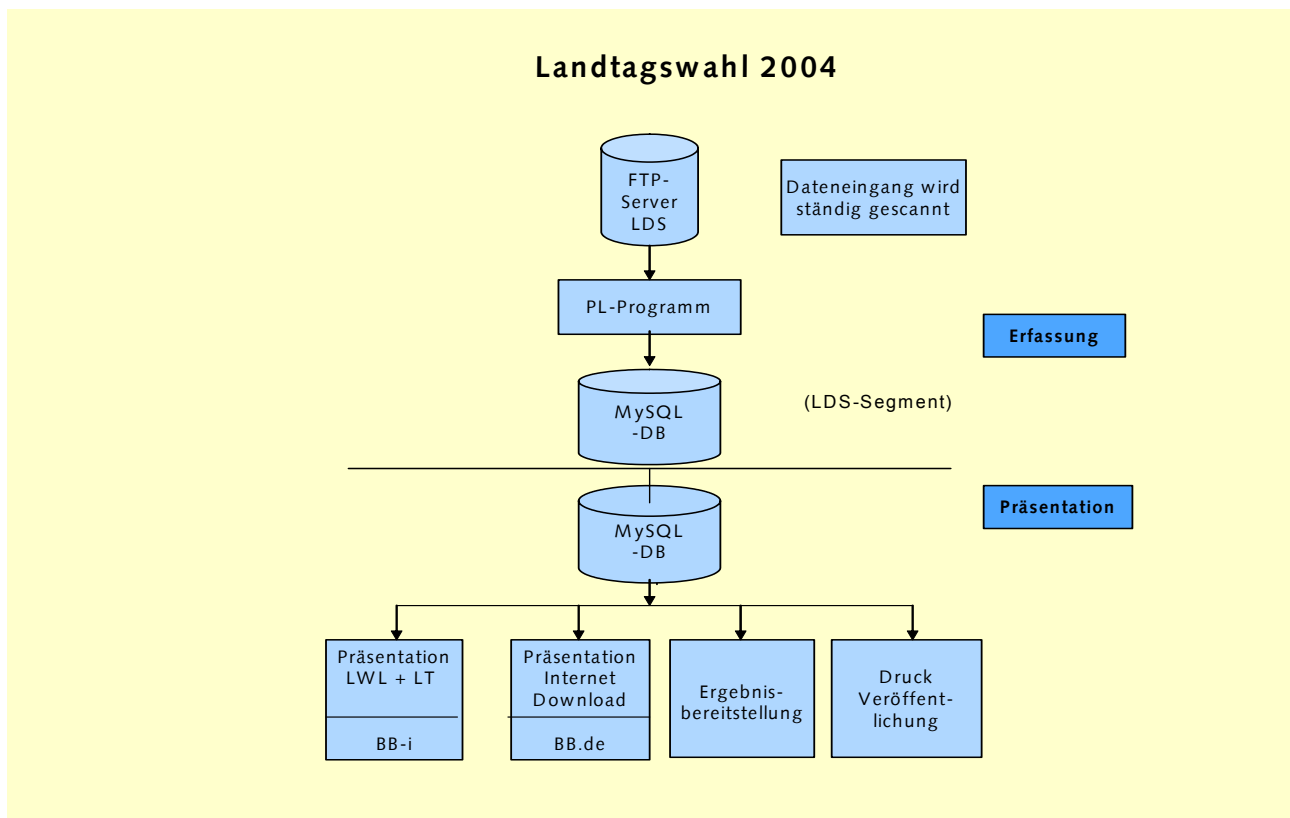 Landtagswahl 2004
FTP-
Server
LDS
Dateneingang wird
ständig gescannt
PL-Programm
Erfassung
MySQL
-DB
(LDS-Segment)
Präsentation
MySQL
-DB
Präsentation
LWL + LT
BB-i
Präsentation
Internet
Download
BB.de
Ergebnis-
bereitstellung
Druck
Veröffent-
lichung